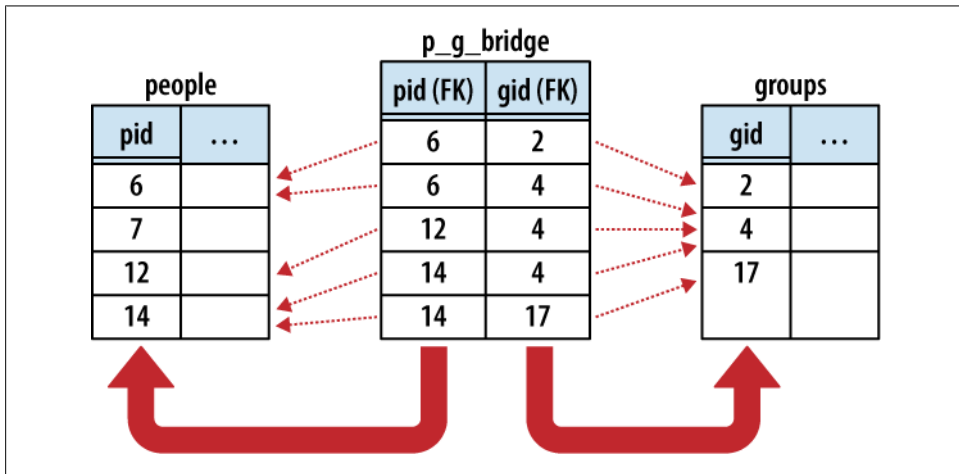 p_g_bridge
people
groups
pid (FK) gid (FK)
pid ...
gid ...
6 2
6 4
12 4
14 4
14 17
6
7
12
14
2
4
17